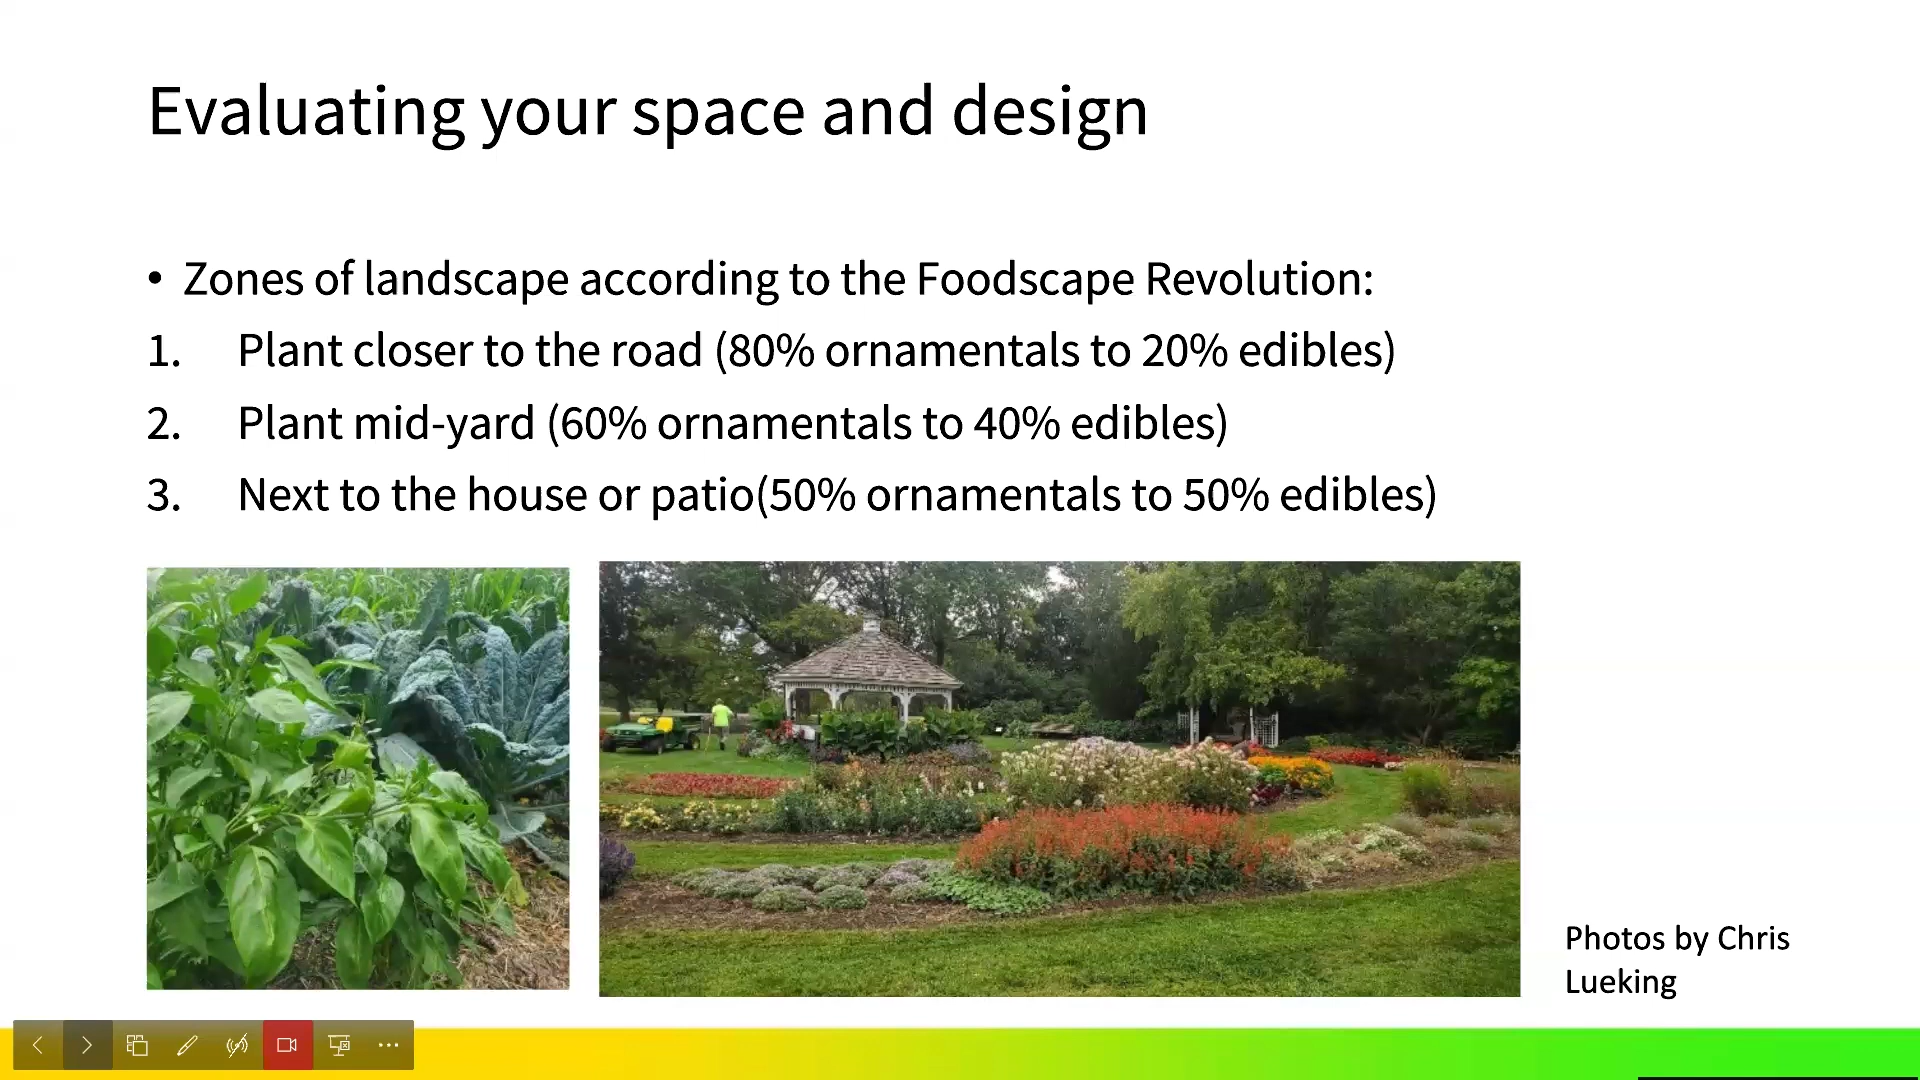 Evaluating your space and design
• Zones of landscape according to the Foodscape Revolution:
1. Plant closer to the road (80% ornamentals to 20% edibles)
2. Plant mid-yard (60% ornamentals to 40% edibles)
3. Next to the house or patio(50% ornamentals to 50% edibles)
Photos by Chris
Lueking